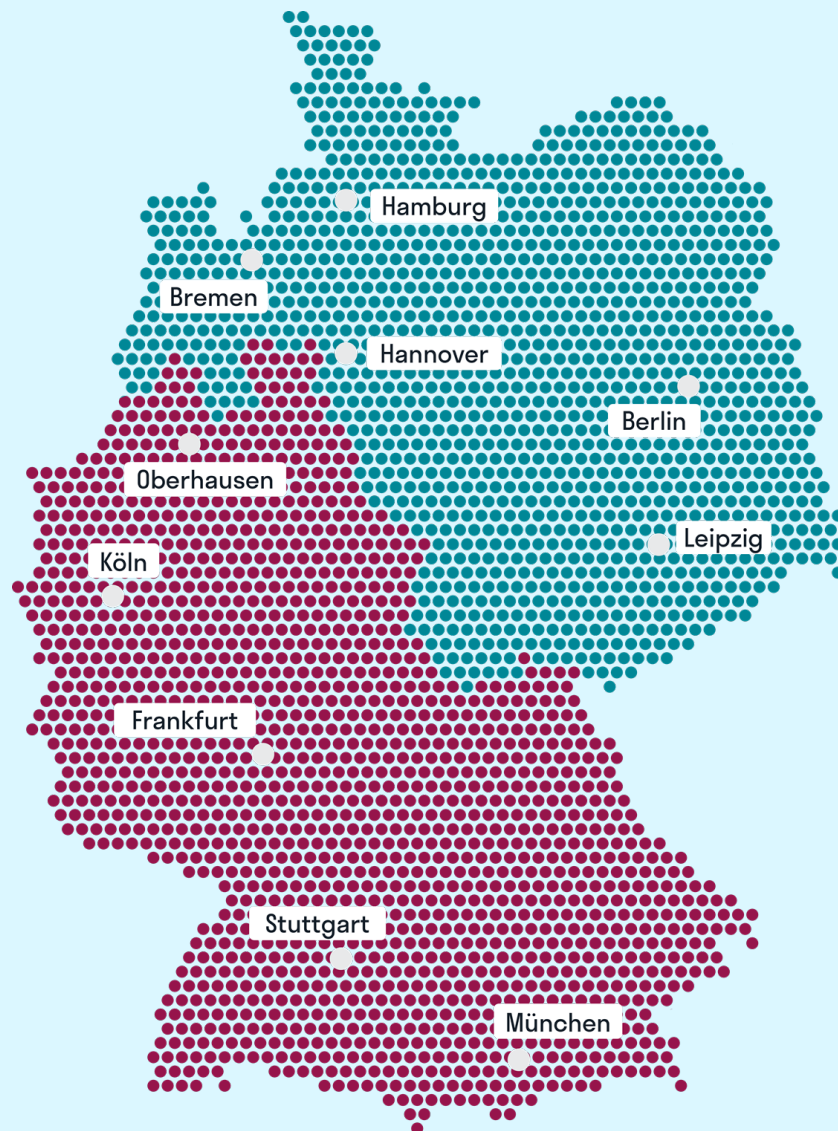 Hamburg
Bremen
Hannover
Berlin
Oberhausen
Leipzig
Köln
Frankfurt
Stuttgart
München